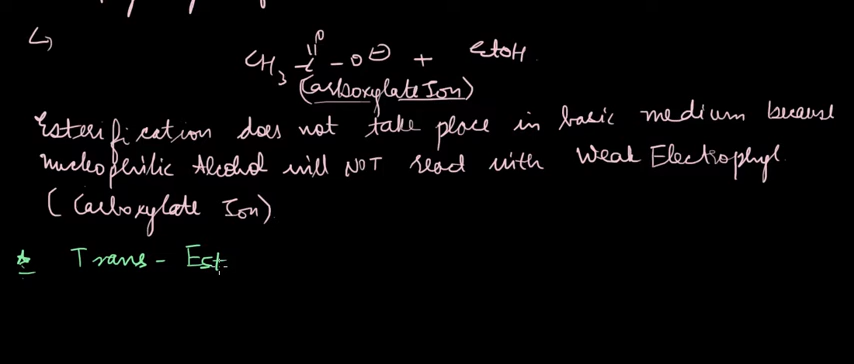 ↳
O
||
CH3 – C – O⊖ + EtOH
(Carboxylate Ion)
Esterification does not take place in basic medium because
Nucleophilic Alcohol will NOT react with Weak Electrophyl
(Carboxylate Ion)
* Trans - Est